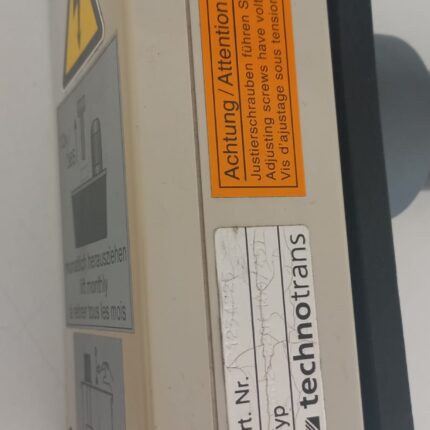 Achtung/Attention
Justierschrauben führen S
Adjusting screws have volt
Vis d'ajustage sous tension
monatlich herausziehen
lift monthly
à retirer tous les mois
rt. Nr.
yp
technotrans